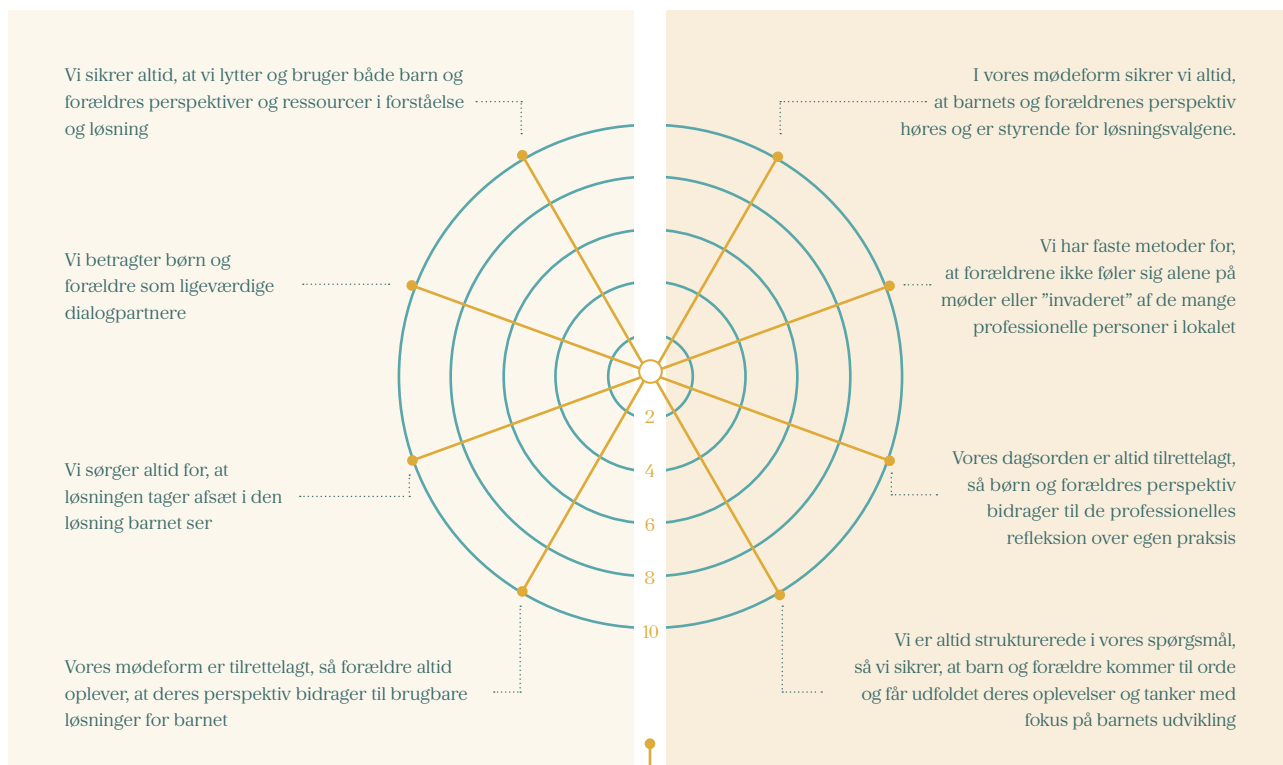 Vi sikrer altid, at vi lytter og bruger både barn og
forældres perspektiver og ressourcer i forståelse
og løsning
Vi betragter børn og
forældre som ligeværdige
dialogpartnere
Vi sørger altid for, at
løsningen tager afsæt i den
løsning barnet ser
Vores mødeform er tilrettelagt, så forældre altid
oplever, at deres perspektiv bidrager til brugbare
løsninger for barnet
2
4
6
8
10
I vores mødeform sikrer vi altid,
at barnets og forældrenes perspektiv
høres og er styrende for løsningsvalgene.
Vi har faste metoder for,
at forældrene ikke føler sig alene på
møder eller ”invaderet” af de mange
professionelle personer i lokalet
Vores dagsorden er altid tilrettelagt,
så børn og forældres perspektiv
bidrager til de professionelles
refleksion over egen praksis
Vi er altid strukturerede i vores spørgsmål,
så vi sikrer, at barn og forældre kommer til orde
og får udfoldet deres oplevelser og tanker med
fokus på barnets udvikling